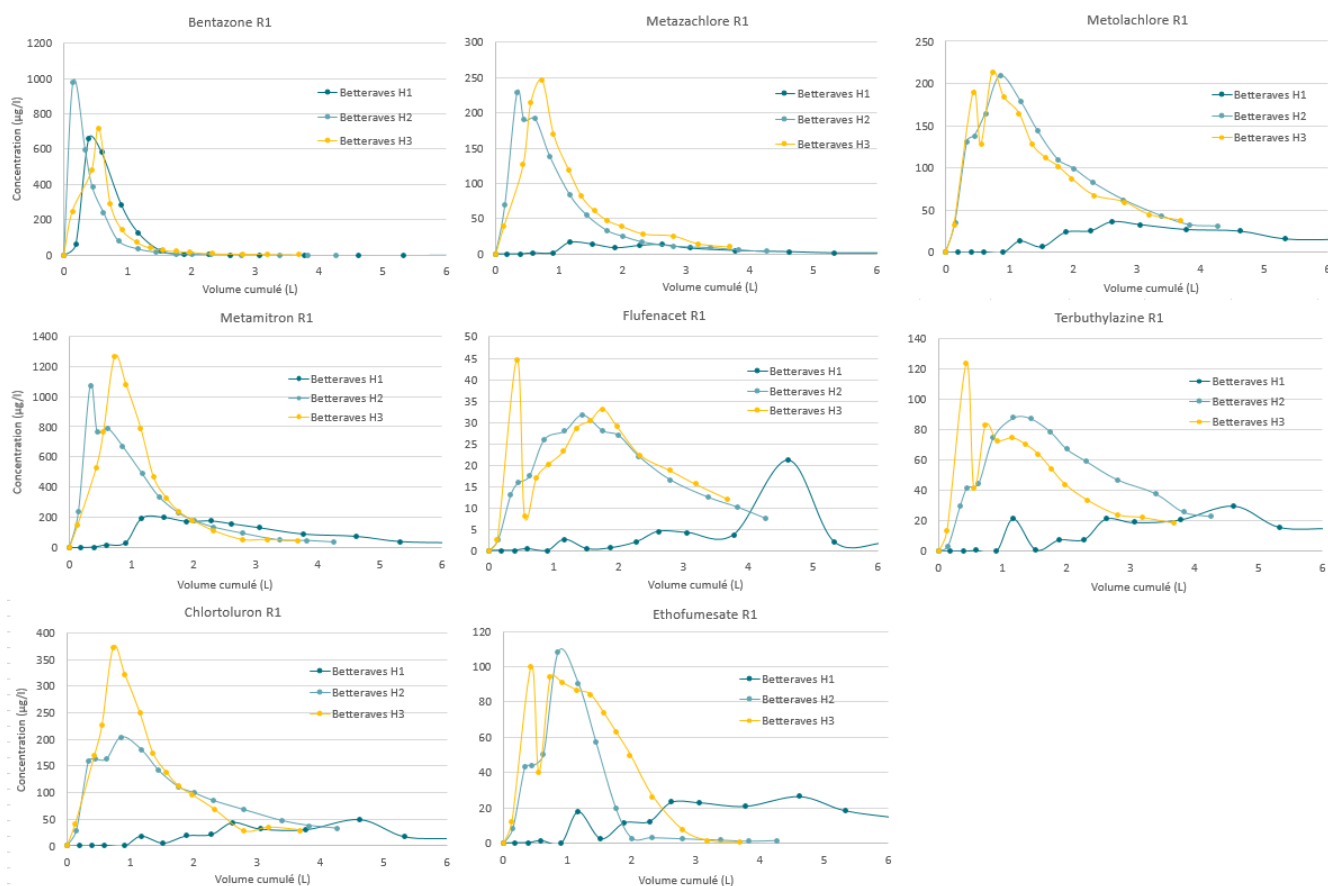 Bentazone R1
Concentration (µg/l)
1200
1000
800
600
400
200
0
0 1 2 3 4 5 6
Volume cumulé (L)
Betteraves H1
Betteraves H2
Betteraves H3
Metazachlore R1
300
250
200
150
100
50
0
0 1 2 3 4 5 6
Volume cumulé (L)
Betteraves H1
Betteraves H2
Betteraves H3
Metolachlore R1
250
200
150
100
50
0
0 1 2 3 4 5 6
Volume cumulé (L)
Betteraves H1
Betteraves H2
Betteraves H3
Metamitron R1
Concentration (µg/l)
1400
1200
1000
800
600
400
200
0
0 1 2 3 4 5 6
Volume cumulé (L)
Betteraves H1
Betteraves H2
Betteraves H3
Flufenacet R1
50
45
40
35
30
25
20
15
10
5
0
0 1 2 3 4 5 6
Volume cumulé (L)
Betteraves H1
Betteraves H2
Betteraves H3
Terbuthylazine R1
140
120
100
80
60
40
20
0
0 1 2 3 4 5 6
Volume cumulé (L)
Betteraves H1
Betteraves H2
Betteraves H3
Chlortoluron R1
Concentration (µg/l)
400
350
300
250
200
150
100
50
0
0 1 2 3 4 5 6
Volume cumulé (L)
Betteraves H1
Betteraves H2
Betteraves H3
Ethofumesate R1
120
100
80
60
40
20
0
0 1 2 3 4 5 6
Volume cumulé (L)
Betteraves H1
Betteraves H2
Betteraves H3